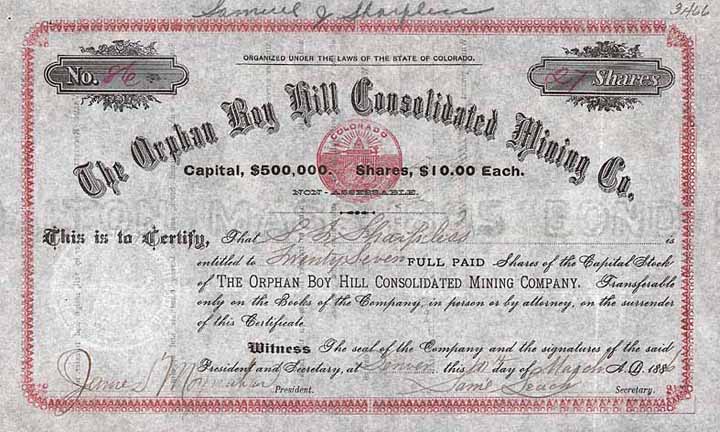 Samuel J Sharpless
3466
ORGANIZED UNDER THE LAWS OF THE STATE OF COLORADO.
No. 86
27 Shares
The Orphan Boy Hill Consolidated Mining Co.
COLORADO
Capital, $500,000. Shares, $10.00 Each.
NON-ASSESSABLE.
This is to Certify, That S. J. Sharpless is
entitled to Twenty Seven FULL PAID Shares of the Capital Stock
of THE ORPHAN BOY HILL CONSOLIDATED MINING COMPANY. Transferable
only on the Books of the Company, in person or by attorney, on the surrender
of this Certificate.
Witness The seal of the Company and the signatures of the said
President and Secretary, at Denver this day of March A.D. 1886
James
President. Secretary.